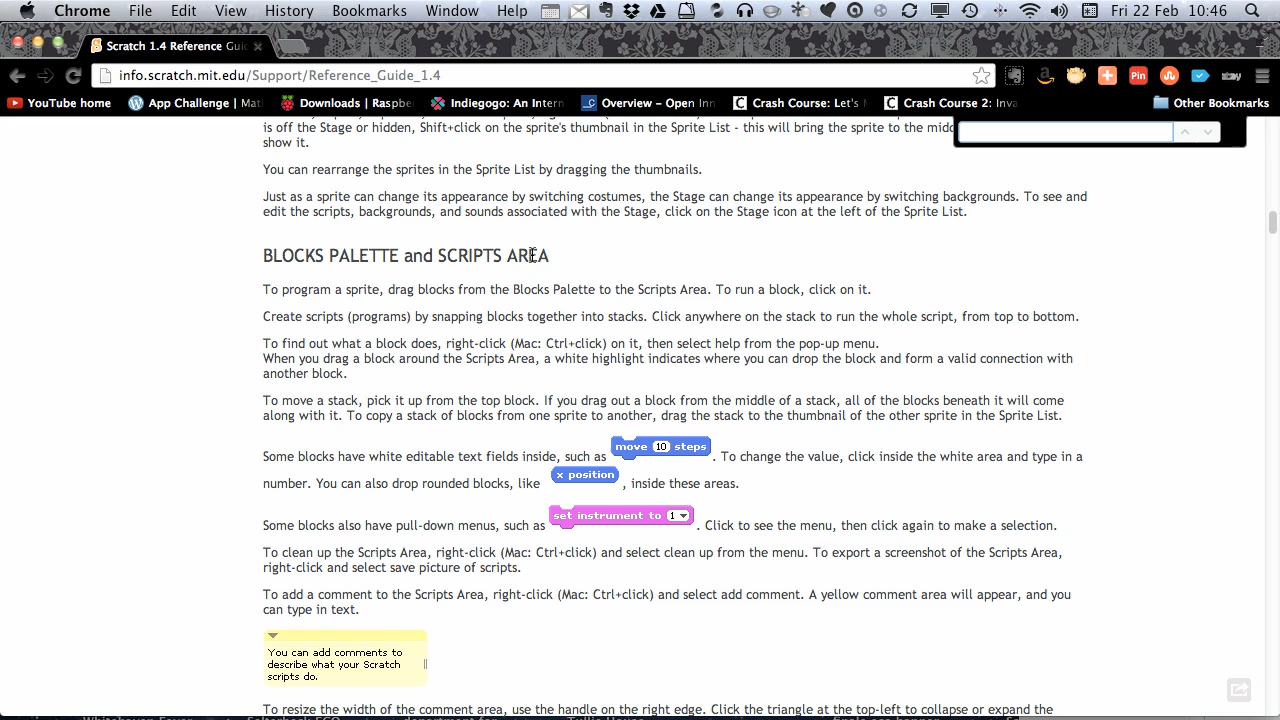 Chrome File Edit View History Bookmarks Window Help Fri 22 Feb 10:46
Scratch 1.4 Reference Guid
info.scratch.mit.edu/Support/Reference_Guide_1.4
YouTube home App Challenge | Mat Downloads | Raspbe Indiegogo: An Intern Overview – Open Inn Crash Course: Let's Crash Course 2: Inva Other Bookmarks
Pin
is off the Stage or hidden, Shift+click on the sprite's thumbnail in the Sprite List - this will bring the sprite to the midd
show it.
You can rearrange the sprites in the Sprite List by dragging the thumbnails.
Just as a sprite can change its appearance by switching costumes, the Stage can change its appearance by switching backgrounds. To see and
edit the scripts, backgrounds, and sounds associated with the Stage, click on the Stage icon at the left of the Sprite List.
BLOCKS PALETTE and SCRIPTS AREA
To program a sprite, drag blocks from the Blocks Palette to the Scripts Area. To run a block, click on it.
Create scripts (programs) by snapping blocks together into stacks. Click anywhere on the stack to run the whole script, from top to bottom.
To find out what a block does, right-click (Mac: Ctrl+click) on it, then select help from the pop-up menu.
When you drag a block around the Scripts Area, a white highlight indicates where you can drop the block and form a valid connection with
another block.
To move a stack, pick it up from the top block. If you drag out a block from the middle of a stack, all of the blocks beneath it will come
along with it. To copy a stack of blocks from one sprite to another, drag the stack to the thumbnail of the other sprite in the Sprite List.
Some blocks have white editable text fields inside, such as move 10 steps . To change the value, click inside the white area and type in a
number. You can also drop rounded blocks, like x position , inside these areas.
Some blocks also have pull-down menus, such as set instrument to 1 . Click to see the menu, then click again to make a selection.
To clean up the Scripts Area, right-click (Mac: Ctrl+click) and select clean up from the menu. To export a screenshot of the Scripts Area,
right-click and select save picture of scripts.
To add a comment to the Scripts Area, right-click (Mac: Ctrl+click) and select add comment. A yellow comment area will appear, and you
can type in text.
You can add comments to
describe what your Scratch
scripts do.
To resize the width of the comment area, use the handle on the right edge. Click the triangle at the top-left to collapse or expand the